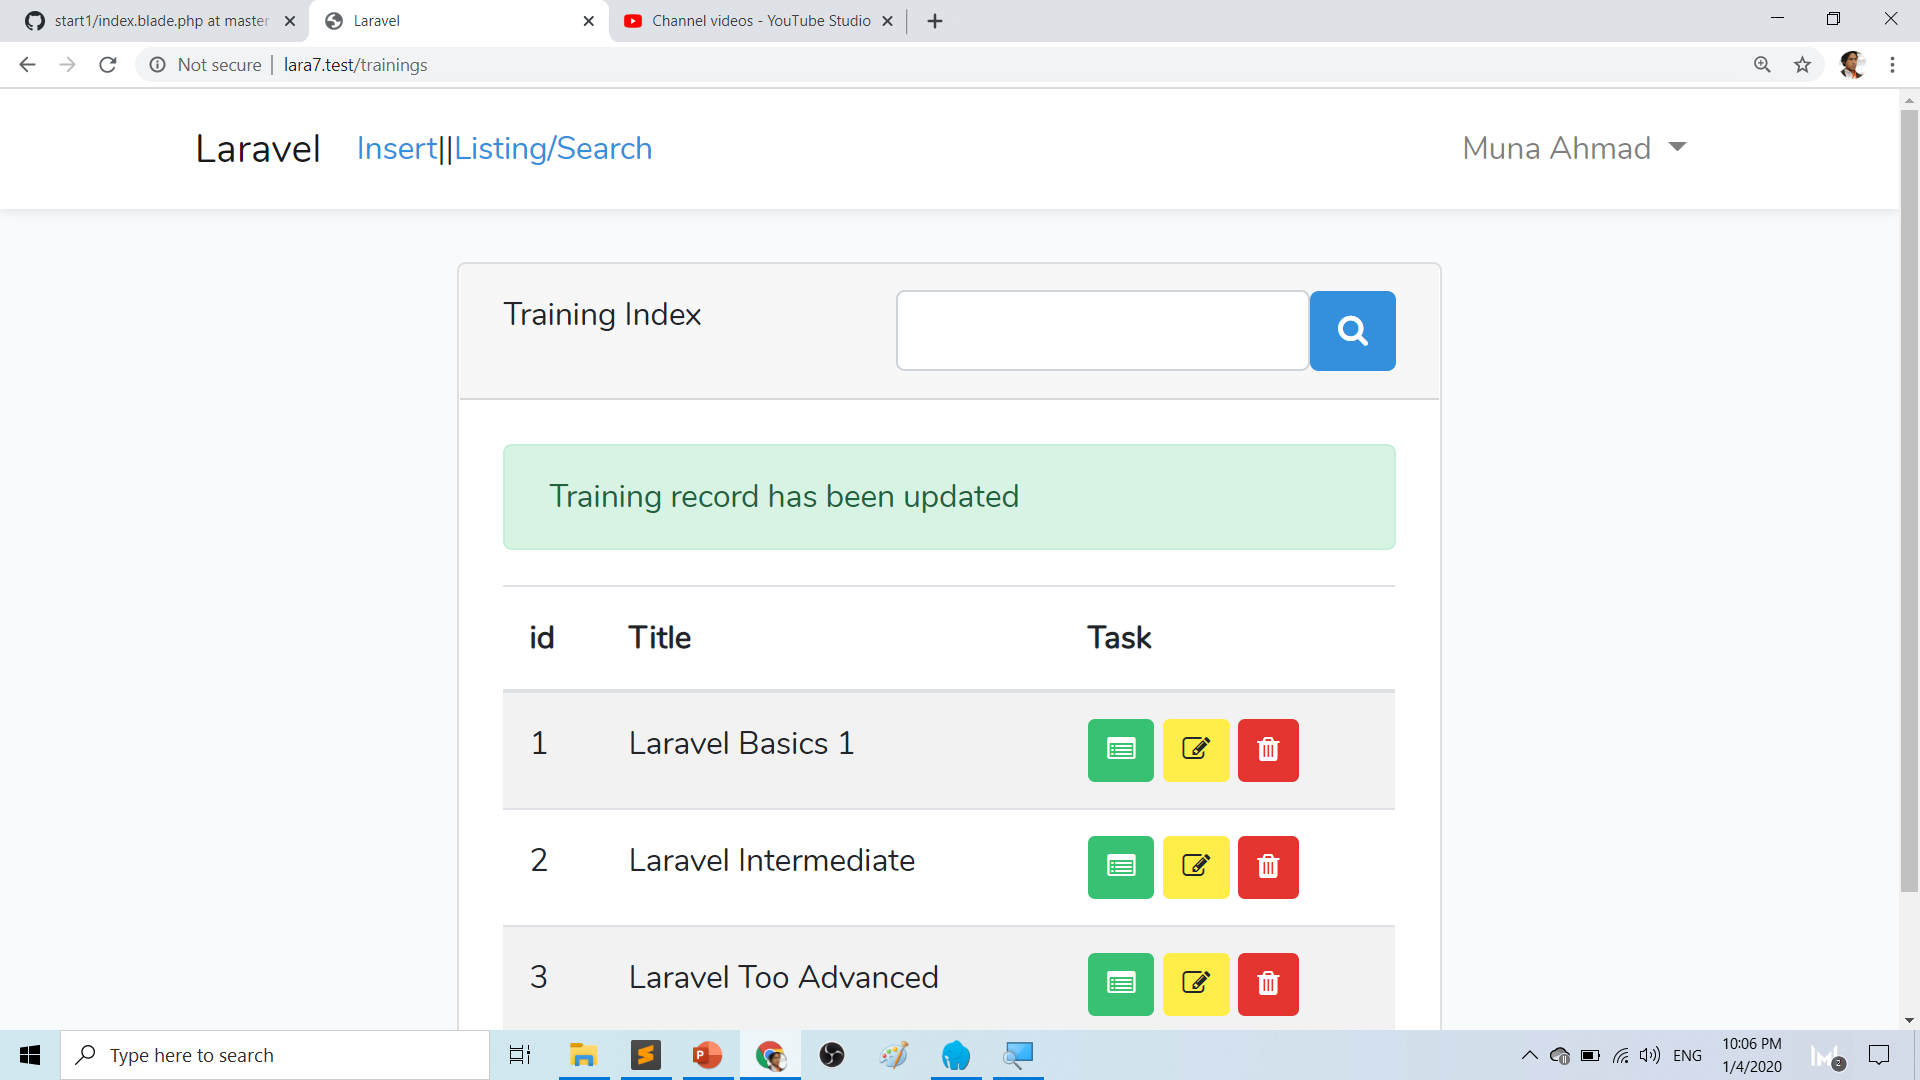 start1/index.blade.php at master
Laravel
Channel videos - YouTube Studio
Not secure | lara7.test/trainings
Laravel Insert||Listing/Search Muna Ahmad
Training Index
Training record has been updated
id Title Task
1 Laravel Basics 1
2 Laravel Intermediate
3 Laravel Too Advanced
Type here to search
ENG
10:06 PM
1/4/2020
2